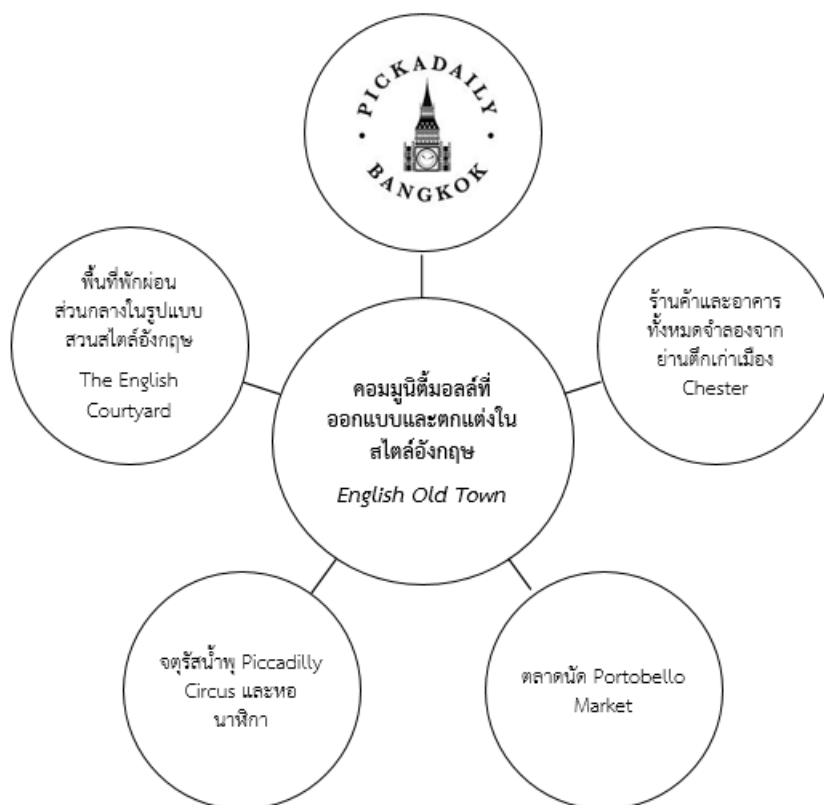 PICKADAILY
BANGKOK
พื้นที่พักผ่อน
ส่วนกลางในรูปแบบ
สวนสไตล์อังกฤษ
The English
Courtyard
ร้านค้าและอาคาร
ทั้งหมดจำลองจาก
ย่านตึกเก่าเมือง
Chester
คอมมูนิตี้มอลล์ที่
ออกแบบและตกแต่งใน
สไตล์อังกฤษ
English Old Town
จตุรัสน้ำพุ Piccadilly
Circus และหอ
นาฬิกา
ตลาดนัด Portobello
Market